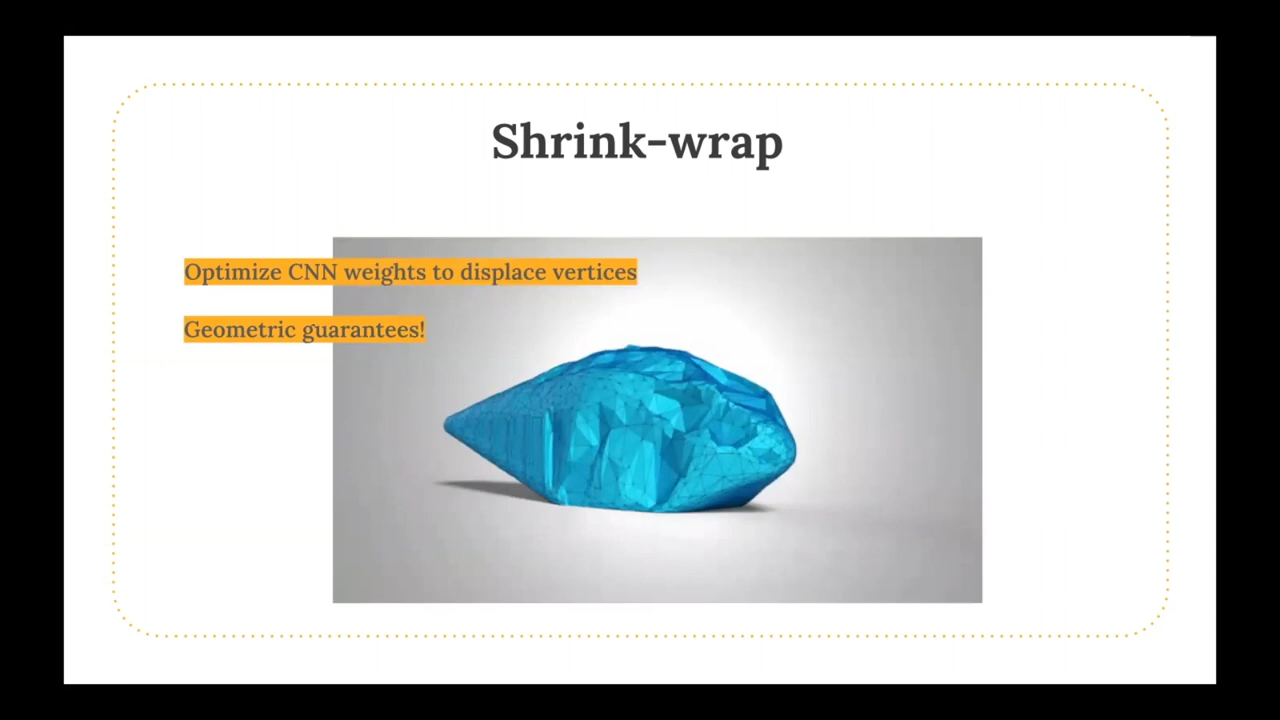 Shrink-wrap
Optimize CNN weights to displace vertices
Geometric guarantees!